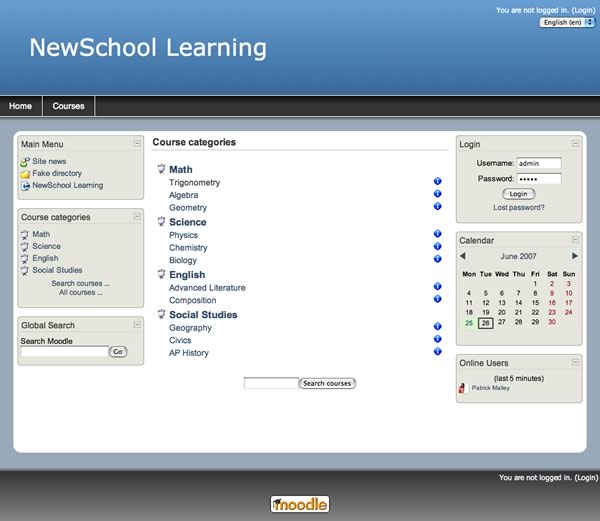 You are not logged in. (Login)
English (en)
NewSchool Learning
Home Courses
Main Menu
Site news
Fake directory
NewSchool Learning
Course categories
Math
Science
English
Social Studies
Search courses ...
All courses ...
Global Search
Search Moodle
Go
Course categories
Math
Trigonometry
Algebra
Geometry
Science
Physics
Chemistry
Biology
English
Advanced Literature
Composition
Social Studies
Geography
Civics
AP History
Search courses
Login
Username: admin
Password: •••••
Login
Lost password?
Calendar
June 2007
Mon Tue Wed Thu Fri Sat Sun
1 2 3
4 5 6 7 8 9 10
11 12 13 14 15 16 17
18 19 20 21 22 23 24
25 26 27 28 29 30
Online Users
(last 5 minutes)
Patrick Malley
You are not logged in. (Login)
moodle